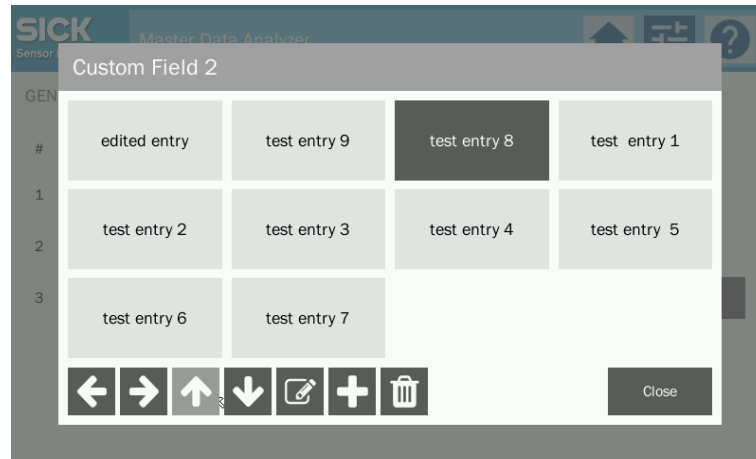 SICK
Sensor
Master Data Analyzer
?
Custom Field 2
GEN
#
1
2
3
edited entry
test entry 9
test entry 8
test  entry 1
test entry 2
test entry 3
test entry 4
test entry  5
test entry 6
test entry 7
Close